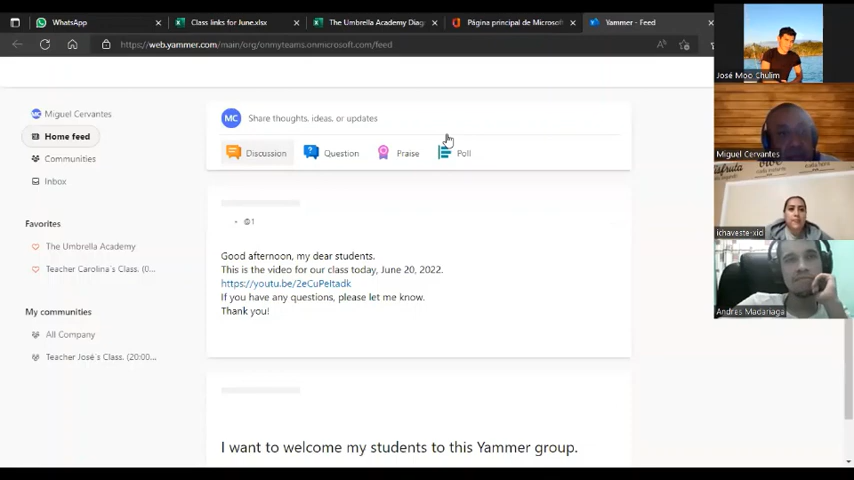 WhatsApp
Class links for June.xlsx
The Umbrella Academy Diag
Página principal de Microsoft
Yammer - Feed
https://web.yammer.com/main/org/onmyteams.onmicrosoft.com/feed
José Moo Chulim
MC Miguel Cervantes
Home feed
Communities
Inbox
Favorites
The Umbrella Academy
Teacher Carolina´s Class. (0...
My communities
All Company
Teacher José´s Class. (20:00...
MC Share thoughts, ideas, or updates
Discussion
Question
Praise
Poll
@1
Good afternoon, my dear students.
This is the video for our class today, June 20, 2022.
https://youtu.be/2eCuPeltadk
If you have any questions, please let me know.
Thank you!
I want to welcome my students to this Yammer group.
Miguel Cervantes
ichaveste-xid
Andrés Madariaga